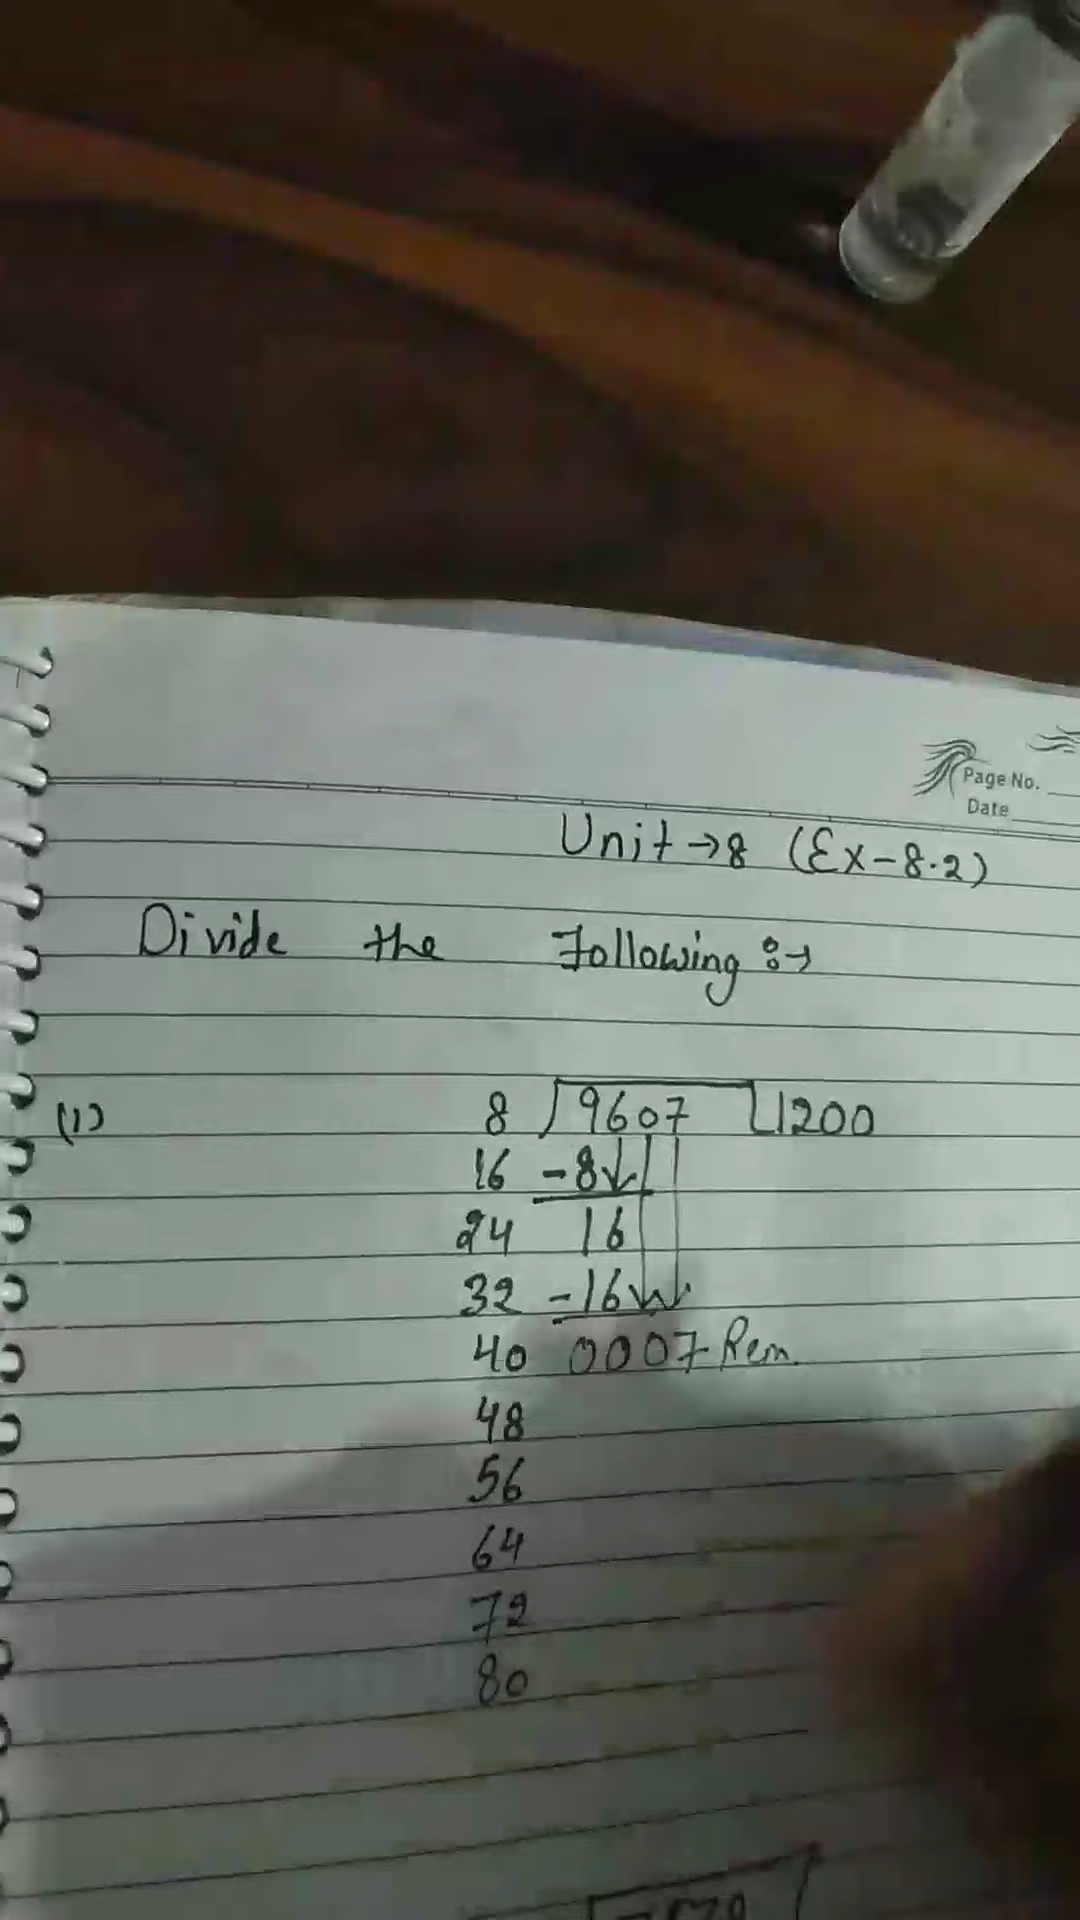 Page No.
Date
Unit→8 (Ex-8.2)
Divide the Following :→
(1) 8 ) 9607 1200
16 -8↓
24 16
32 -16↓↓
40 0007 Rem.
48
56
64
72
80